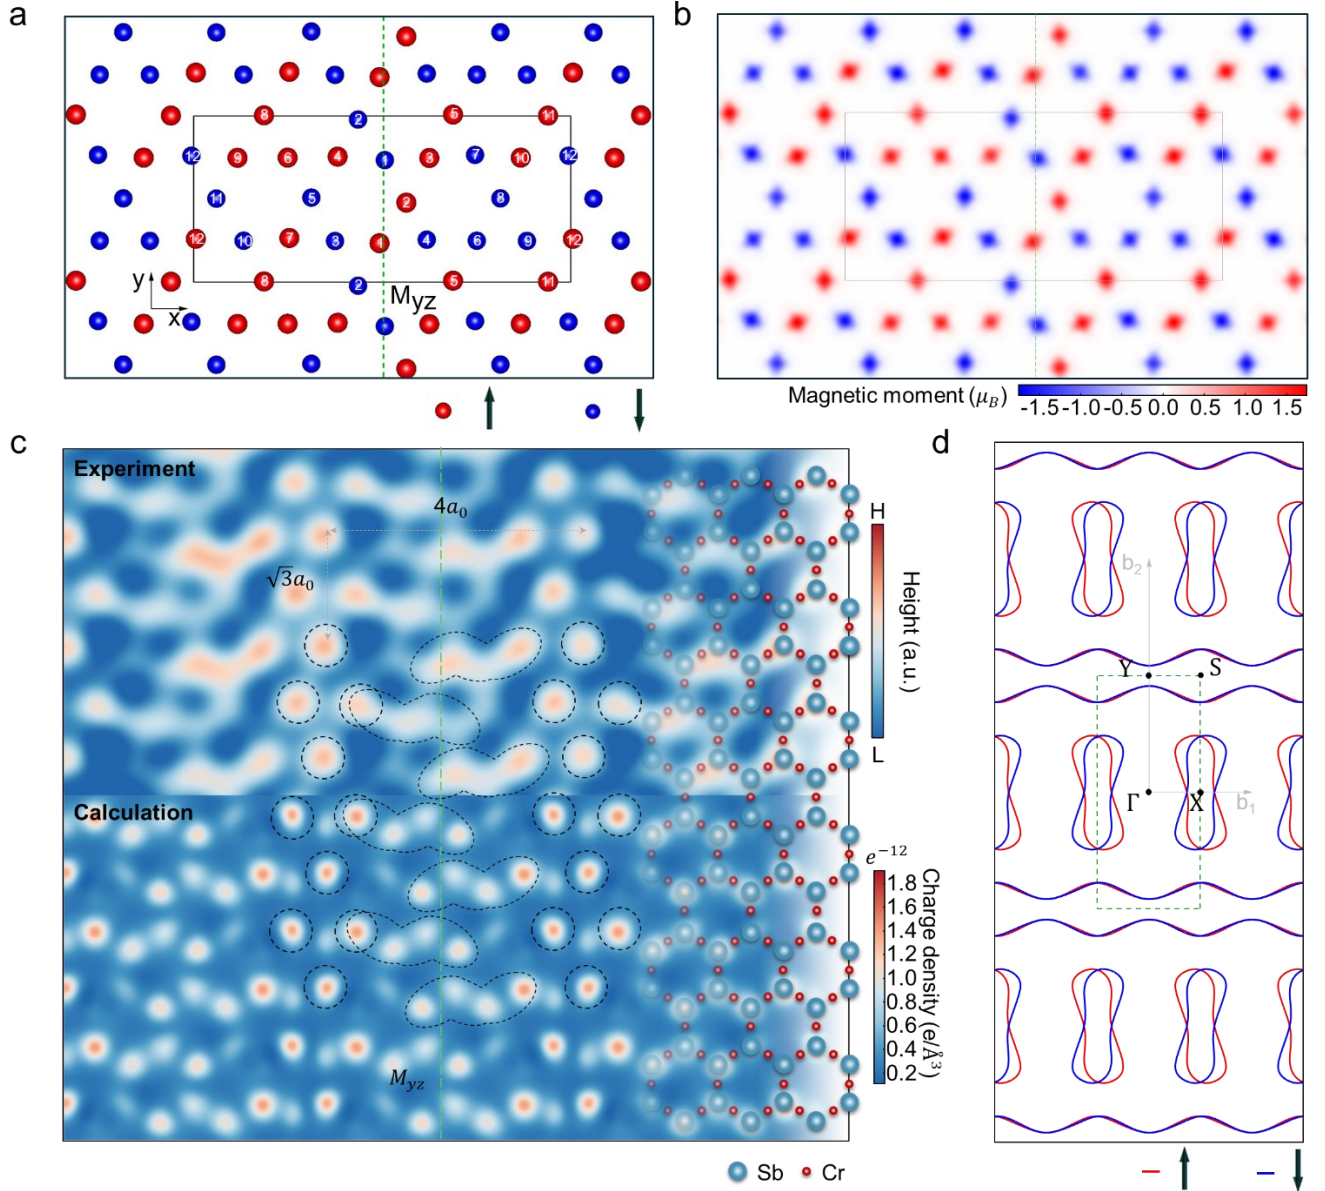 a
8 2 5 11
12 9 6 4 1 3 7 10 12
11 5 2 8
12 10 7 3 1 4 6 9 12
8 2 5 11
y
x
M_yz
b
Magnetic moment (μ_B)
-1.5 -1.0 -0.5 0.0 0.5 1.0 1.5
c
Experiment
4a₀
√3a₀
H
Height (a.u.)
L
Calculation
M_yz
e⁻¹²
1.8
1.6
1.4
1.2
1.0
0.8
0.6
0.4
0.2
Charge density (e/Å³)
Sb Cr
d
b₂
Y S
Γ X b₁